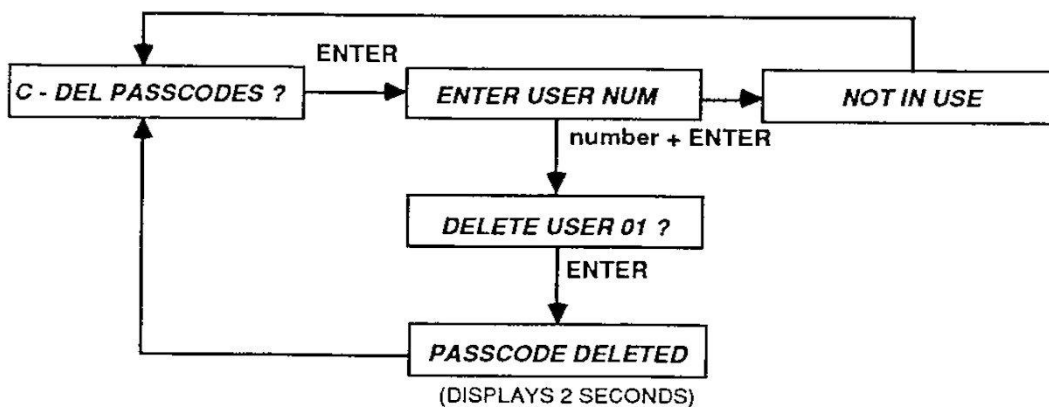 ENTER
C - DEL PASSCODES ?
ENTER USER NUM
NOT IN USE
number + ENTER
DELETE USER 01 ?
ENTER
PASSCODE DELETED
(DISPLAYS 2 SECONDS)